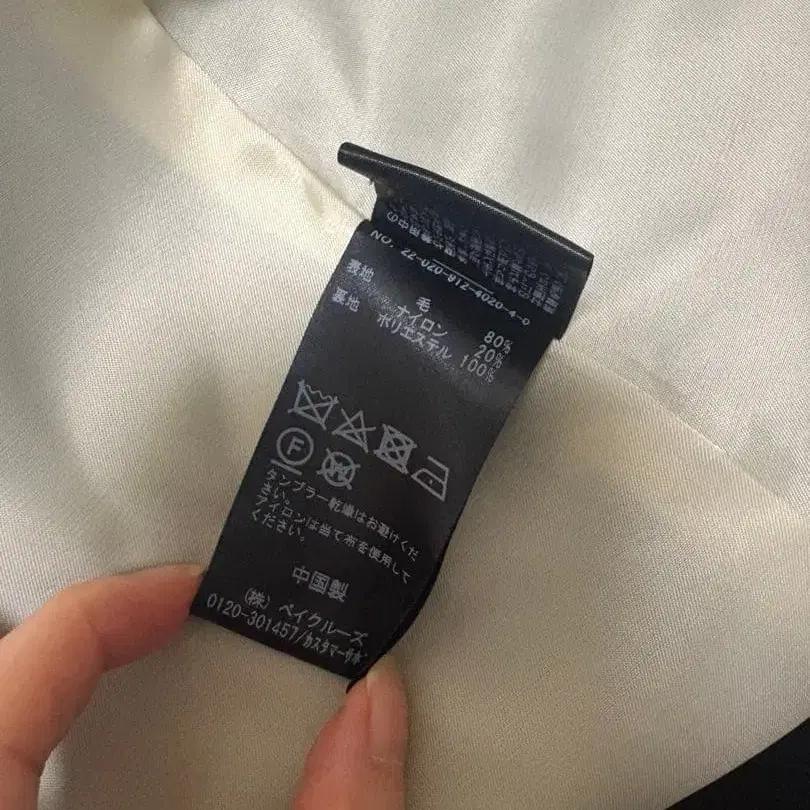 NO. 22-020-912-4020-4-0
表地 毛 80%
ナイロン 20%
裏地 ポリエステル 100%
F
W
タンブラー乾燥はお避けくだ
さい。
アイロンは当て布を使用して
ください。
中国製
(株) ベイクルーズ
0120-301457/カスタマーサポ